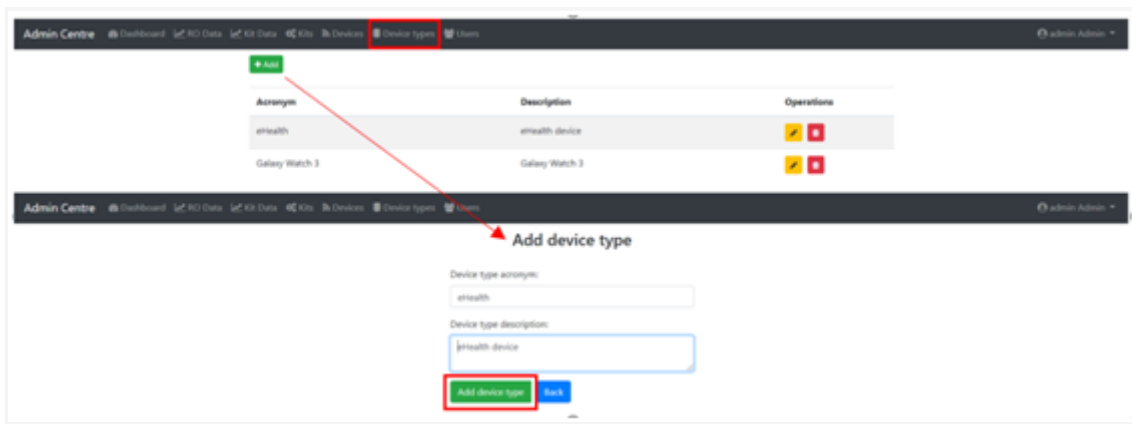 Admin Centre Dashboard RO Data Kit Data Kits Devices Device types Users admin Admin
+ Add
Acronym Description Operations
eHealth eHealth device
Galaxy Watch 3 Galaxy Watch 3
Admin Centre Dashboard RO Data Kit Data Kits Devices Device types Users admin Admin
Add device type
Device type acronym:
eHealth
Device type description:
eHealth device
Add device type Back